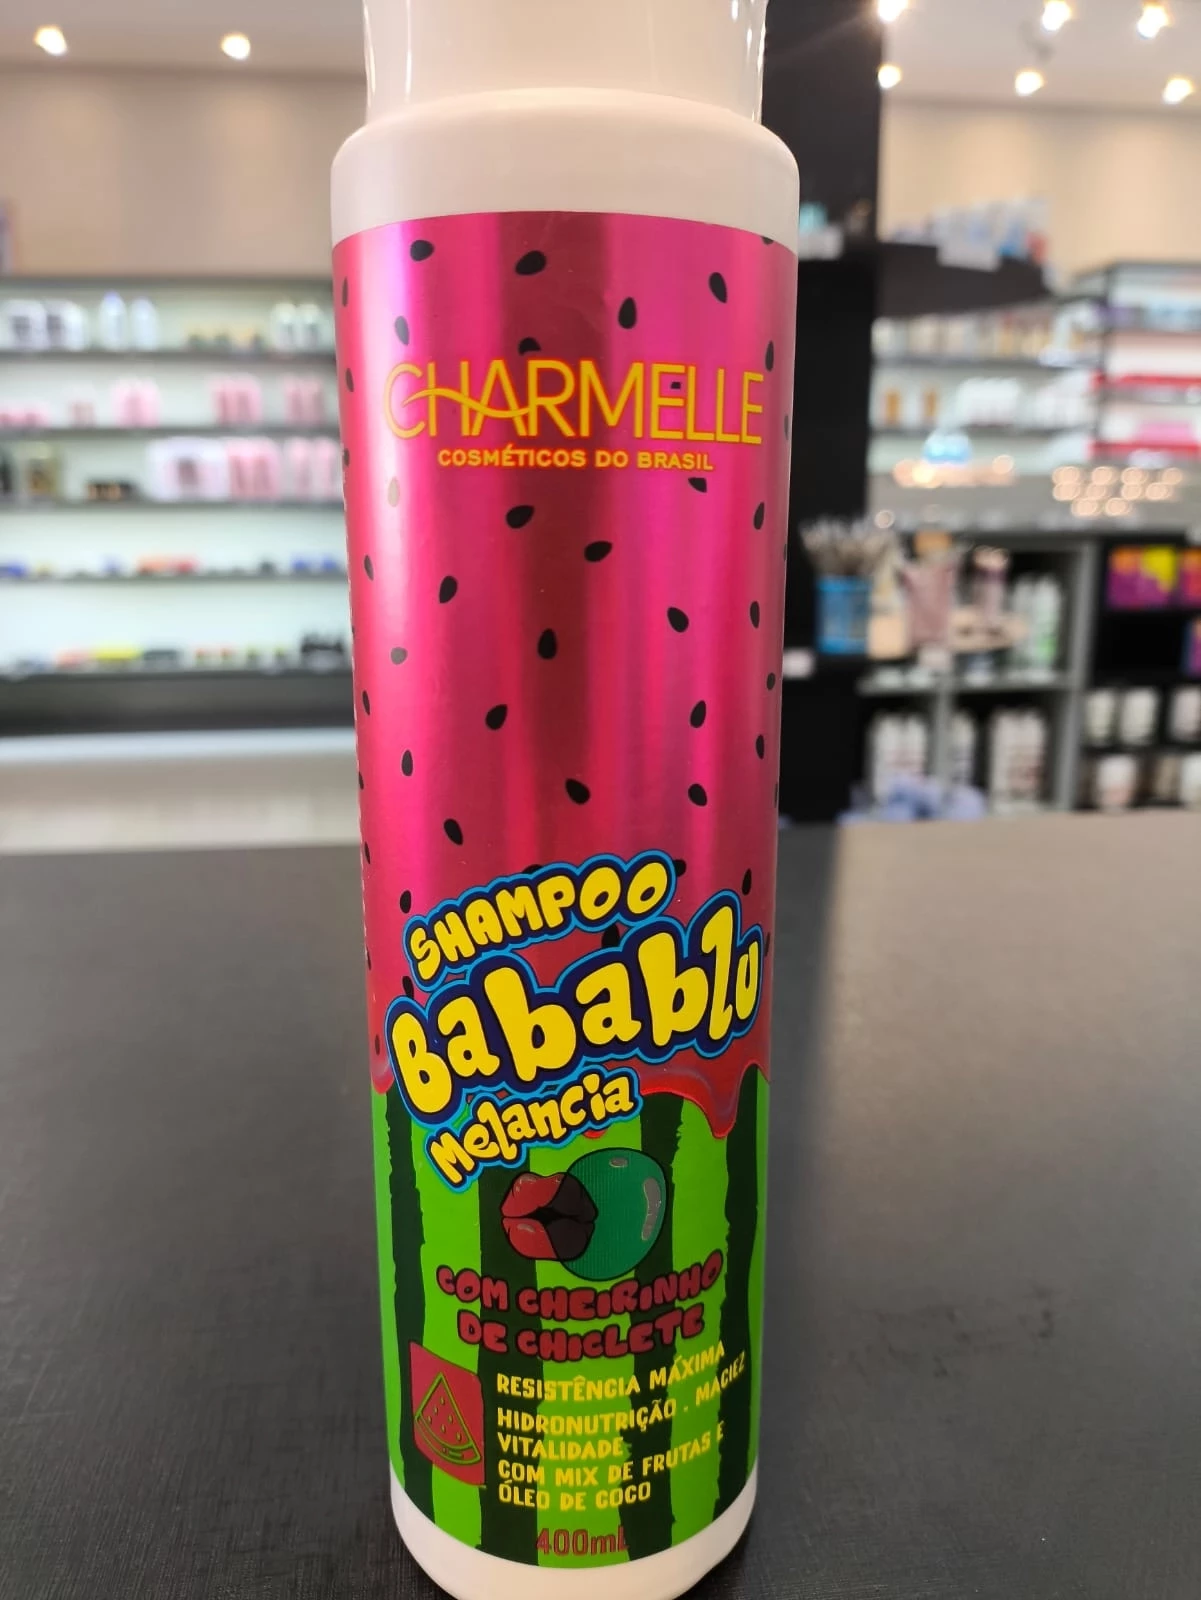 CHARMELLE
COSMÉTICOS DO BRASIL
SHAMPOO
Babablu
Melancia
COM CHEIRINHO
DE CHICLETE
RESISTÊNCIA MÁXIMA
HIDRONUTRIÇÃO . MACIEZ
VITALIDADE
COM MIX DE FRUTAS E
ÓLEO DE COCO
400mL